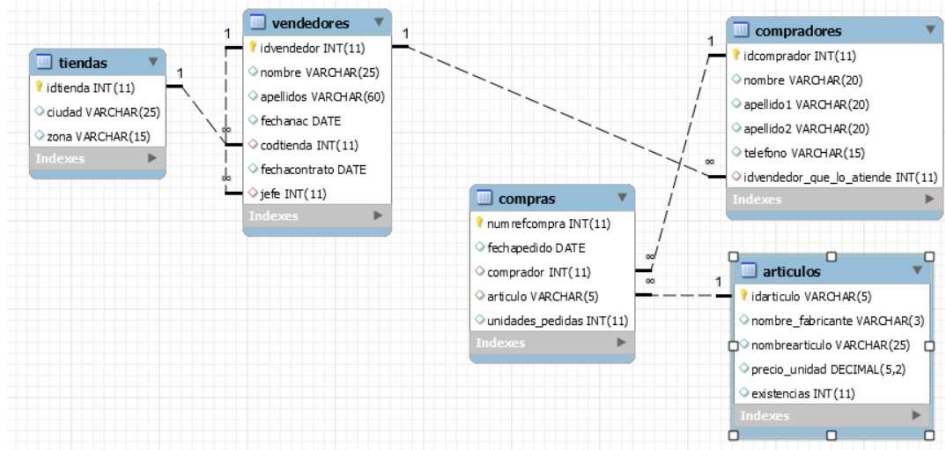 tiendas
idtienda INT(11)
ciudad VARCHAR(25)
zona VARCHAR(15)
Indexes
1
vendedores
1
idvendedor INT(11)
1
nombre VARCHAR(25)
apellidos VARCHAR(60)
fechanac DATE
∞
codtienda INT(11)
fechacontrato DATE
∞
jefe INT(11)
Indexes
compras
numrefcompra INT(11)
fechapedido DATE
comprador INT(11)
∞
articulo VARCHAR(5)
∞
unidades_pedidas INT(11)
Indexes
compradores
1
idcomprador INT(11)
nombre VARCHAR(20)
apellido1 VARCHAR(20)
apellido2 VARCHAR(20)
telefono VARCHAR(15)
∞
idvendedor_que_lo_atiende INT(11)
Indexes
articulos
1
idarticulo VARCHAR(5)
nombre_fabricante VARCHAR(3)
nombrearticulo VARCHAR(25)
precio_unidad DECIMAL(5,2)
existencias INT(11)
Indexes